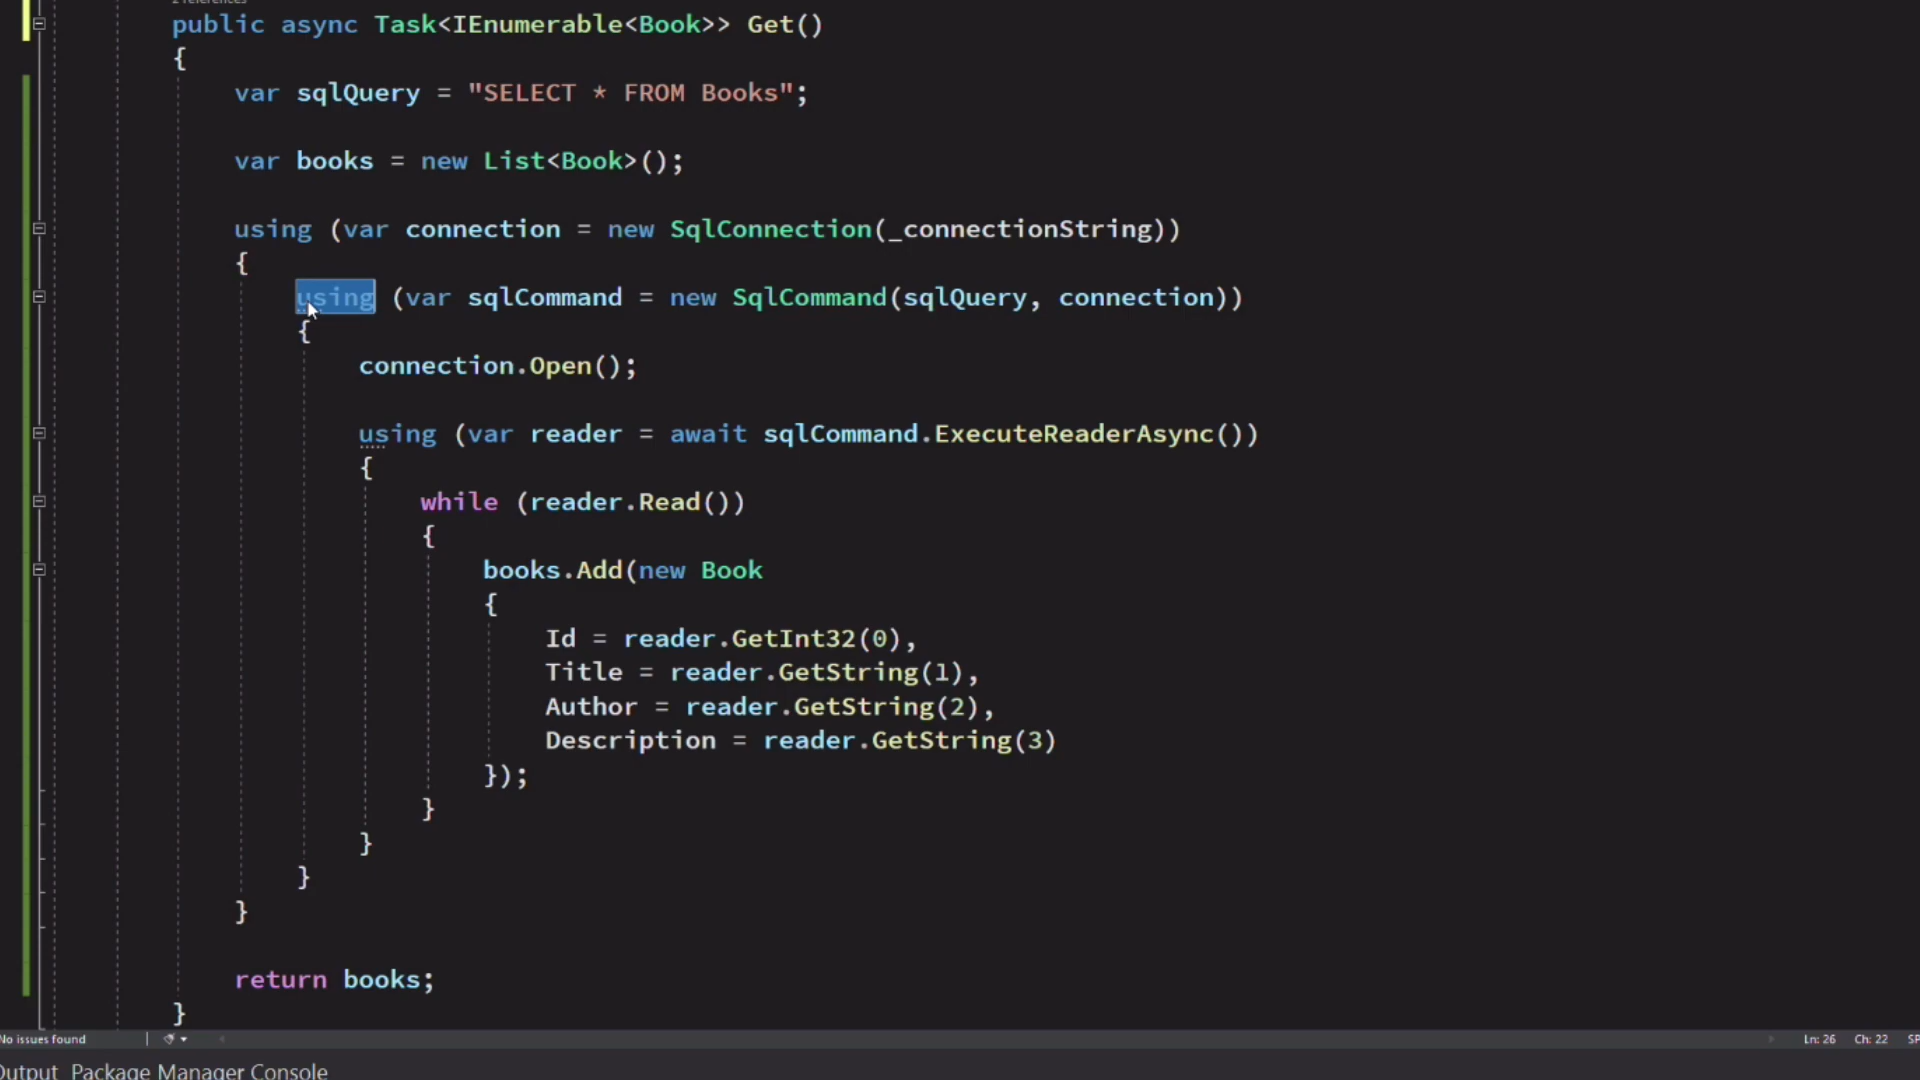 2 references
public async Task<IEnumerable<Book>> Get()
{
var sqlQuery = "SELECT * FROM Books";
var books = new List<Book>();
using (var connection = new SqlConnection(_connectionString))
{
using (var sqlCommand = new SqlCommand(sqlQuery, connection))
{
connection.Open();
using (var reader = await sqlCommand.ExecuteReaderAsync())
{
while (reader.Read())
{
books.Add(new Book
{
Id = reader.GetInt32(0),
Title = reader.GetString(1),
Author = reader.GetString(2),
Description = reader.GetString(3)
});
}
}
}
}
return books;
}
No issues found Ln: 26 Ch: 22 SP
Output Package Manager Console